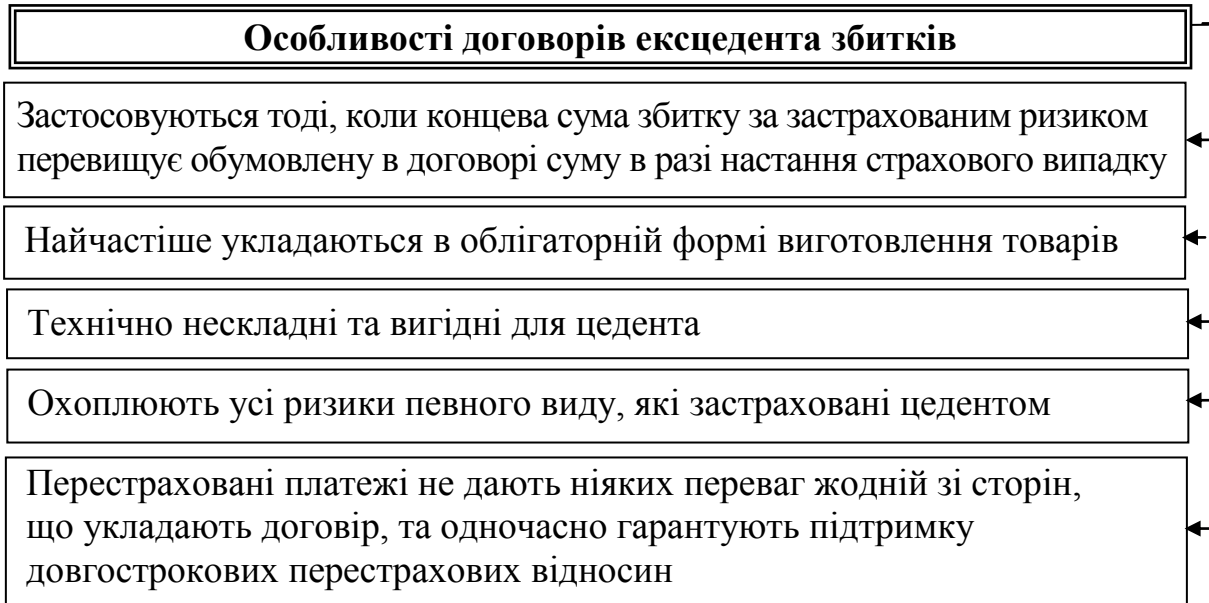 Особливості договорів ексцедента збитків
Застосовуються тоді, коли концева сума збитку за застрахованим ризиком
перевищує обумовлену в договорі суму в разі настання страхового випадку
Найчастіше укладаються в облігаторній формі виготовлення товарів
Технічно нескладні та вигідні для цедента
Охоплюють усі ризики певного виду, які застраховані цедентом
Перестраховані платежі не дають ніяких переваг жодній зі сторін,
що укладають договір, та одночасно гарантують підтримку
довгострокових перестрахових відносин